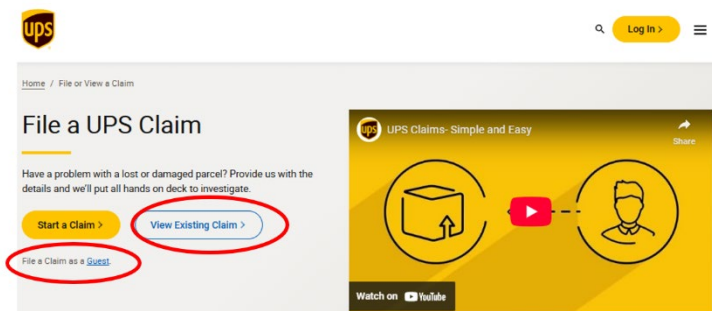 ups
Log In >
Home / File or View a Claim
File a UPS Claim
Have a problem with a lost or damaged parcel? Provide us with the
details and we'll put all hands on deck to investigate.
Start a Claim >
View Existing Claim >
File a Claim as a Guest.
ups
UPS Claims- Simple and Easy
Share
Watch on YouTube